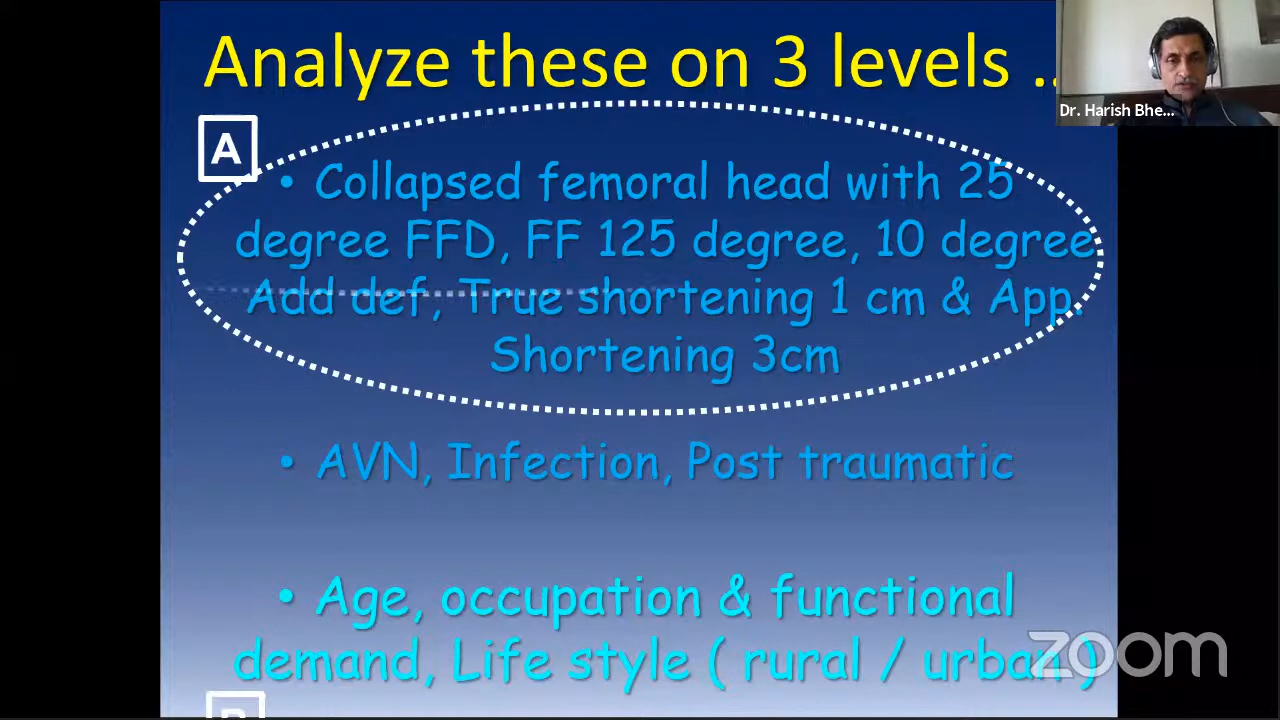 Analyze these on 3 levels ..
Dr. Harish Bhe...
A
• Collapsed femoral head with 25
degree FFD, FF 125 degree, 10 degree
Add def, True shortening 1 cm & App.
Shortening 3cm
• AVN, Infection, Post traumatic
• Age, occupation & functional
demand, Life style ( rural / urban )
zoom